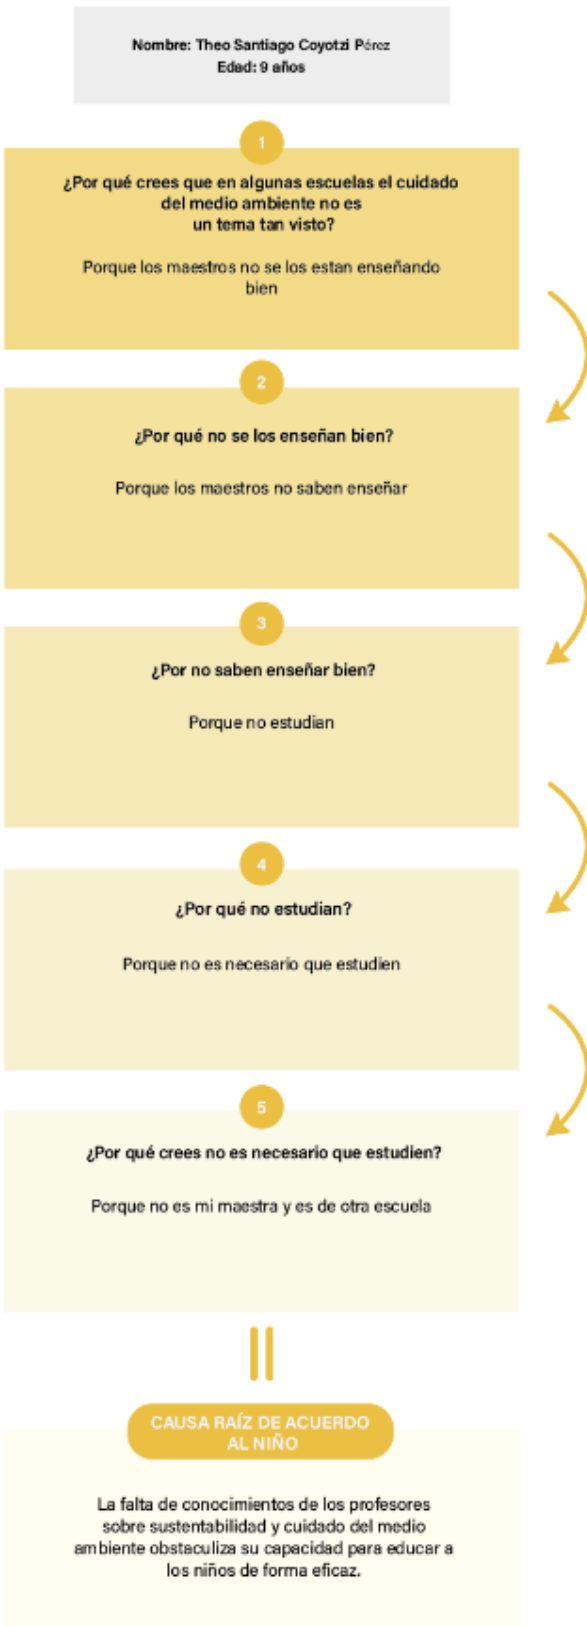 Nombre: Theo Santiago Coyotzi Pérez
Edad: 9 años
1
¿Por qué crees que en algunas escuelas el cuidado
del medio ambiente no es
un tema tan visto?
Porque los maestros no se los estan enseñando
bien
2
¿Por qué no se los enseñan bien?
Porque los maestros no saben enseñar
3
¿Por no saben enseñar bien?
Porque no estudian
4
¿Por qué no estudian?
Porque no es necesario que estudien
5
¿Por qué crees no es necesario que estudien?
Porque no es mi maestra y es de otra escuela
CAUSA RAÍZ DE ACUERDO
AL NIÑO
La falta de conocimientos de los profesores
sobre sustentabilidad y cuidado del medio
ambiente obstaculiza su capacidad para educar a
los niños de forma eficaz.